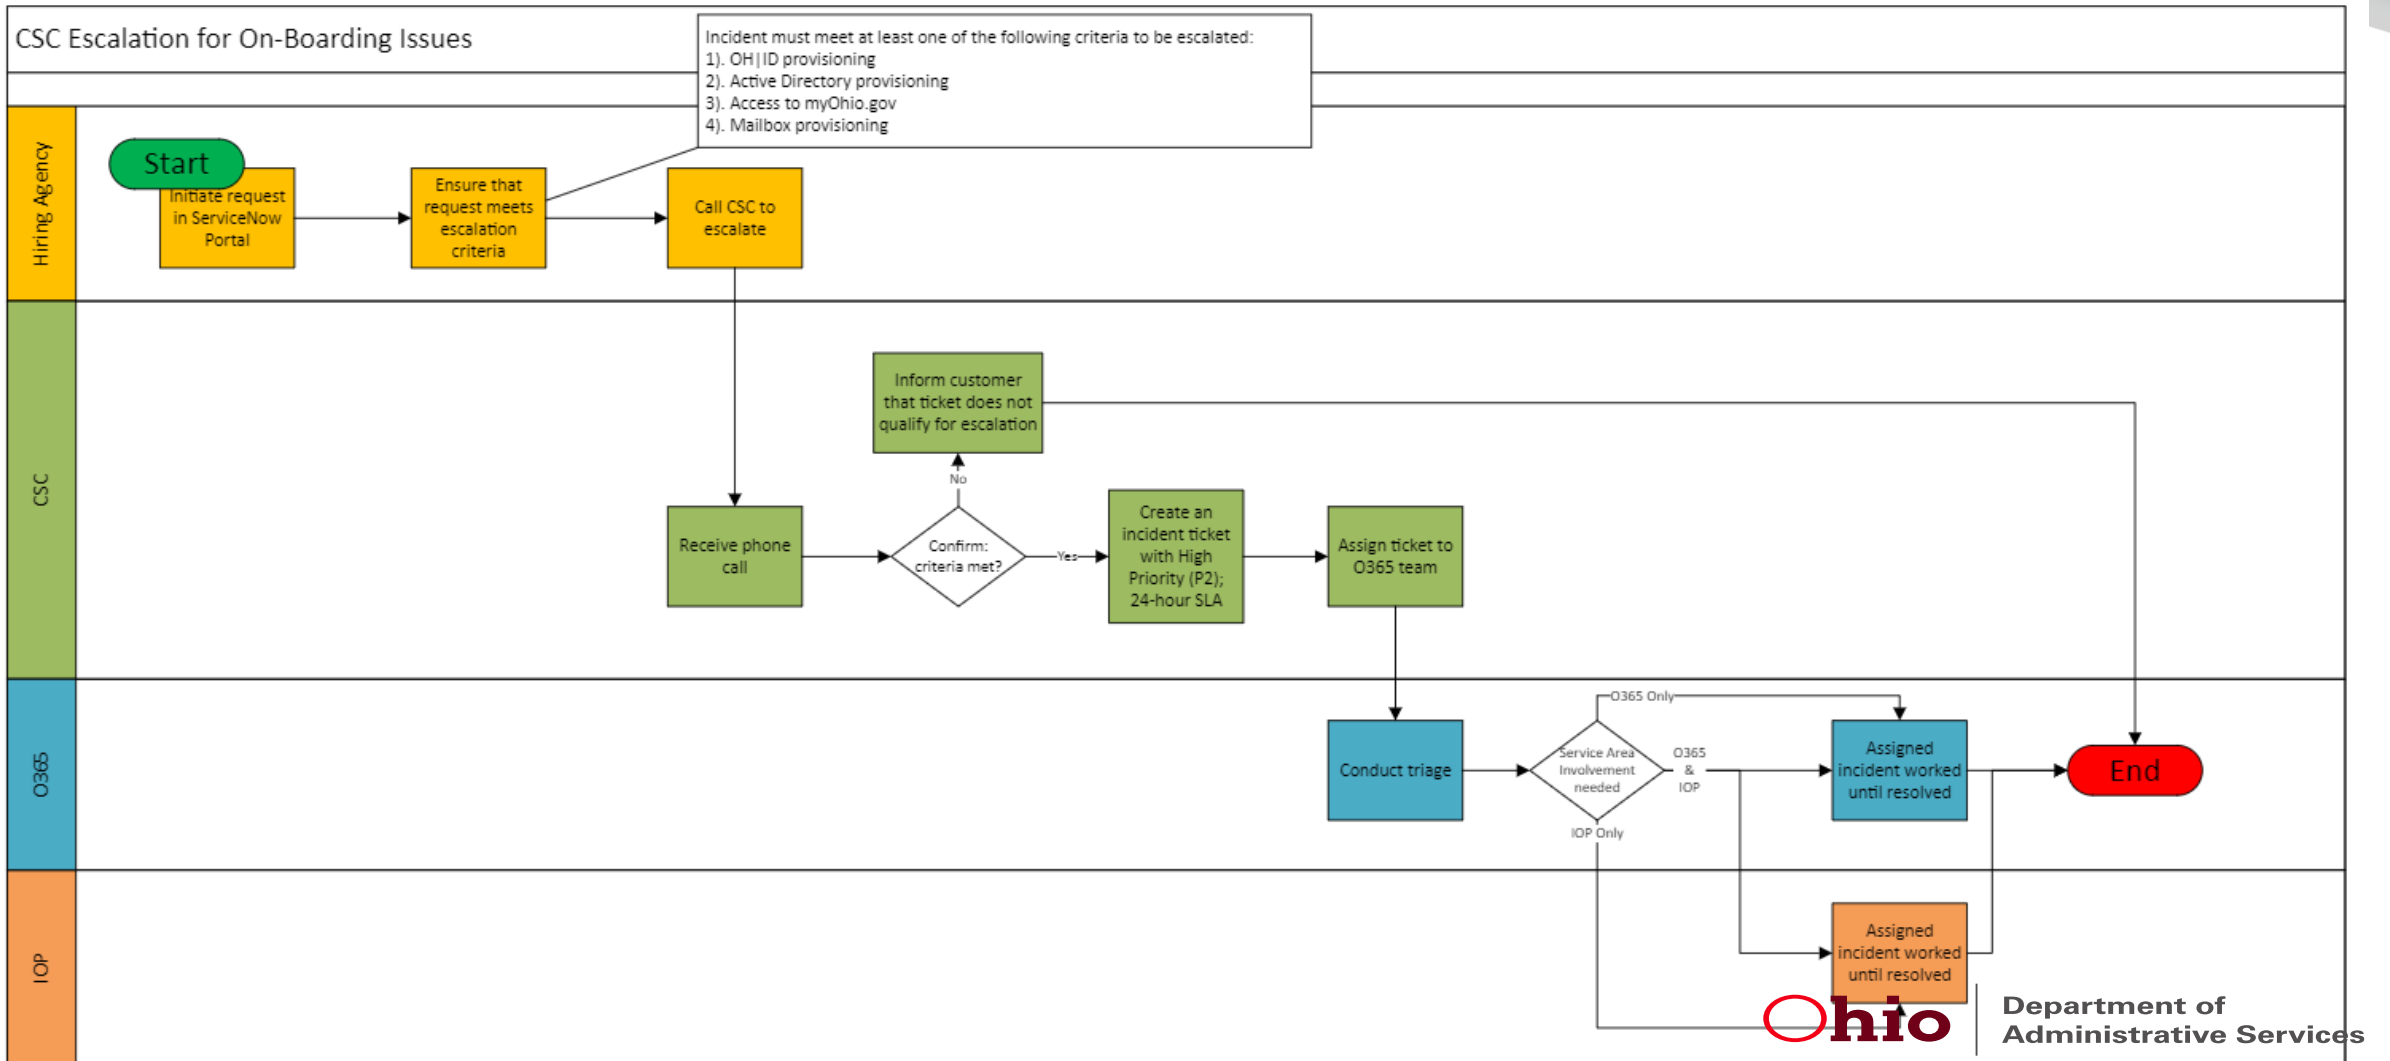 CSC Escalation for On-Boarding Issues
Incident must meet at least one of the following criteria to be escalated:
1). OH|ID provisioning
2). Active Directory provisioning
3). Access to myOhio.gov
4). Mailbox provisioning
Hiring Agency
Start
Initiate request
in ServiceNow
Portal
Ensure that
request meets
escalation
criteria
Call CSC to
escalate
CSC
Inform customer
that ticket does not
qualify for escalation
No
Receive phone
call
Confirm:
criteria met?
Yes
Create an
incident ticket
with High
Priority (P2);
24-hour SLA
Assign ticket to
O365 team
O365
Conduct triage
Service Area
Involvement
needed
O365 Only
O365
&
IOP
IOP Only
Assigned
incident worked
until resolved
End
IOP
Assigned
incident worked
until resolved
Ohio
Department of
Administrative Services